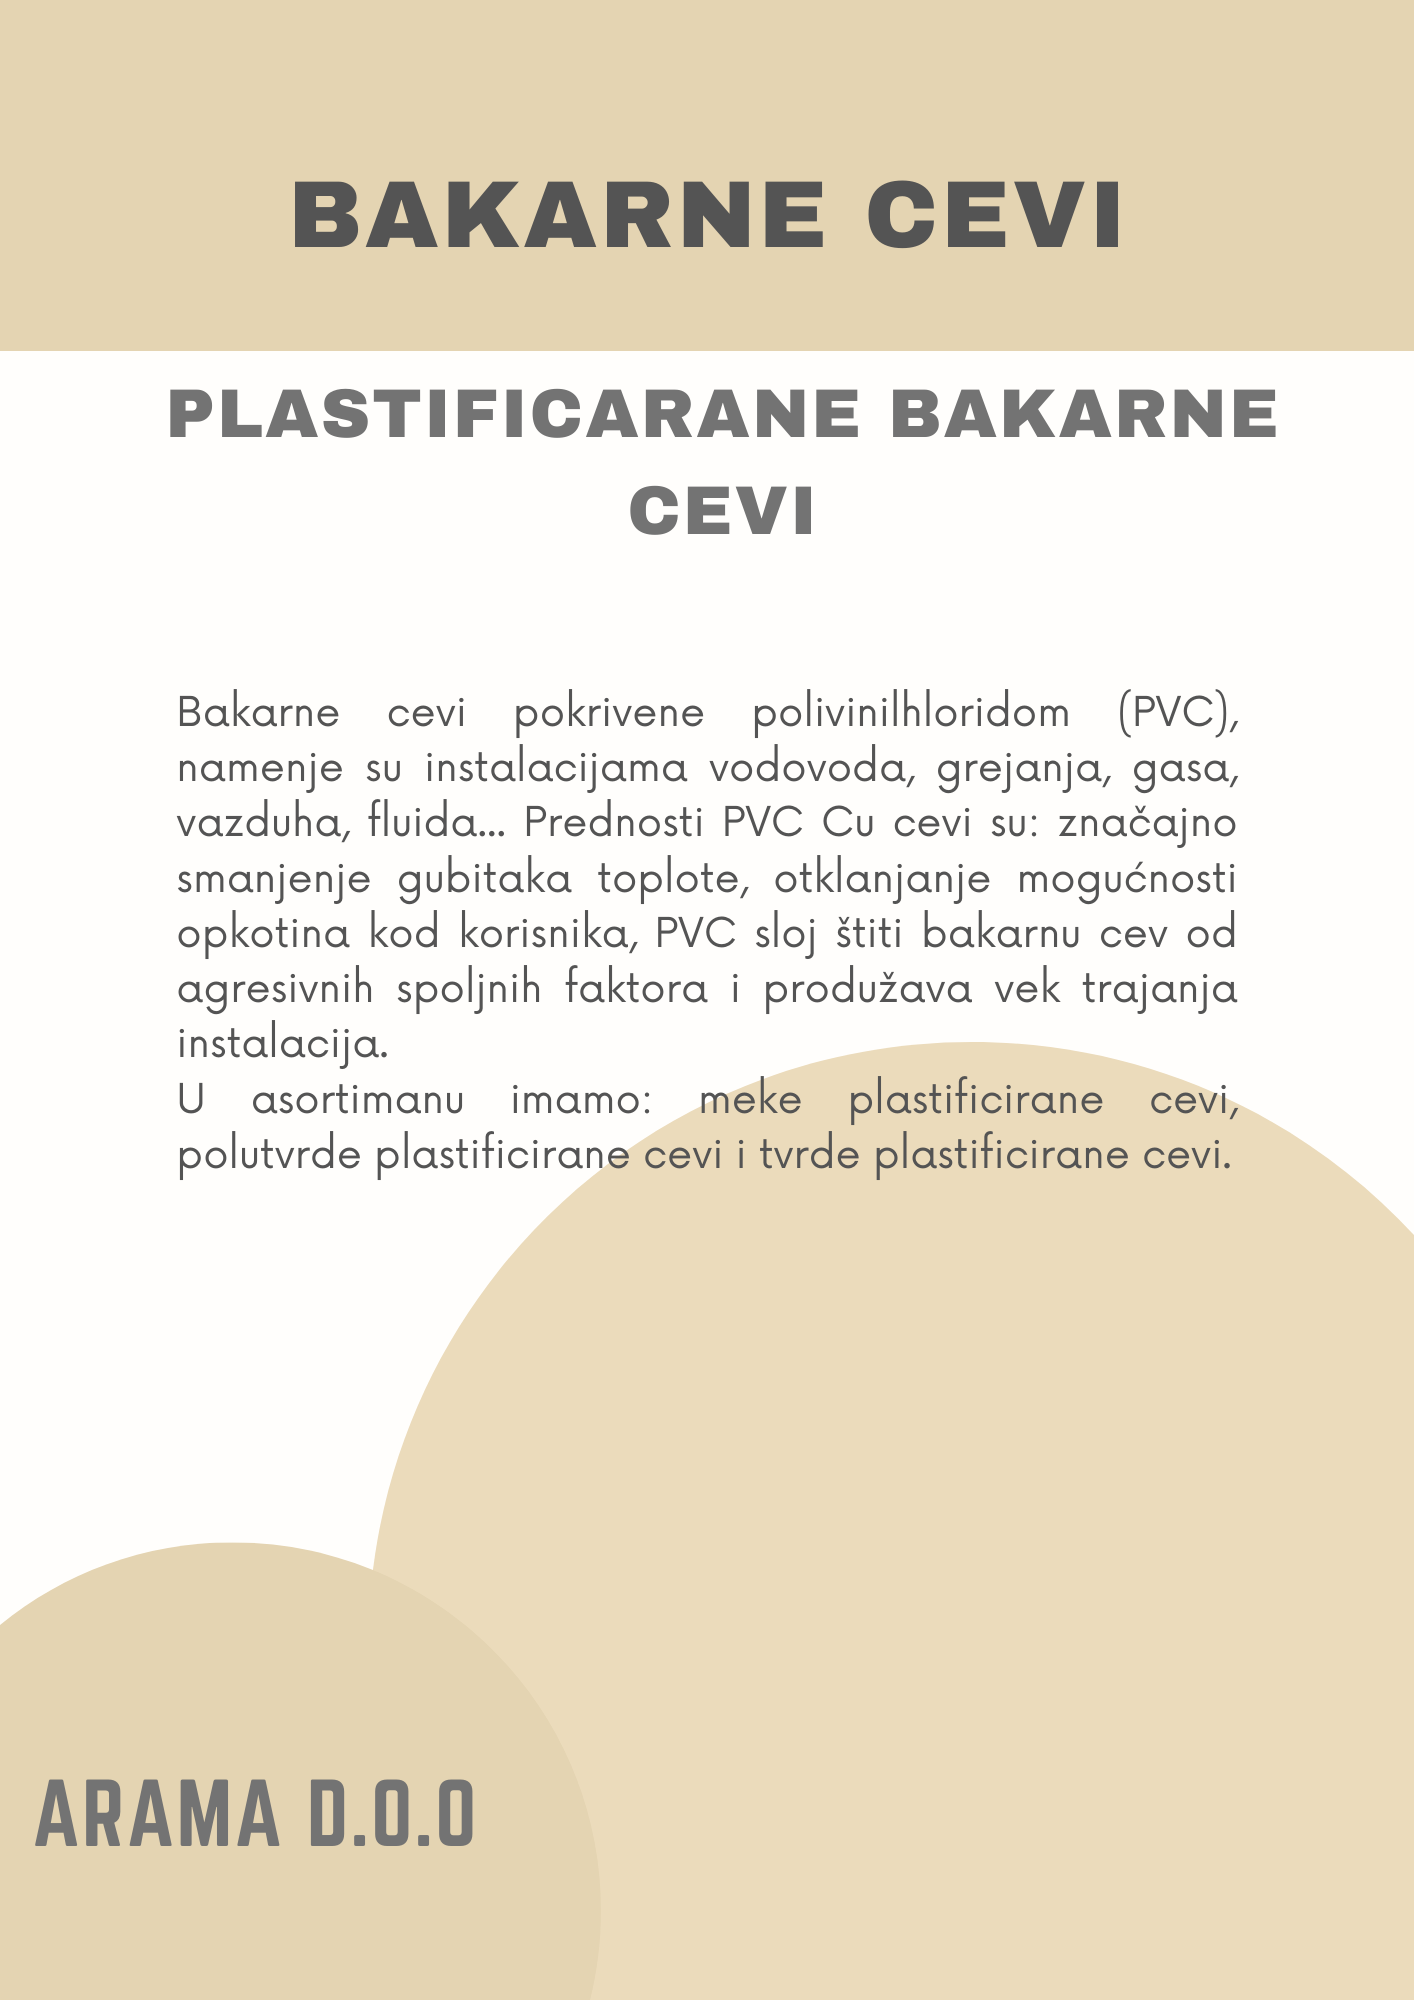 BAKARNE CEVI
PLASTIFICARANE BAKARNE
CEVI
Bakarne cevi pokrivene polivinilhloridom (PVC),
namenje su instalacijama vodovoda, grejanja, gasa,
vazduha, fluida... Prednosti PVC Cu cevi su: značajno
smanjenje gubitaka toplote, otklanjanje mogućnosti
opkotina kod korisnika, PVC sloj štiti bakarnu cev od
agresivnih spoljnih faktora i produžava vek trajanja
instalacija.
U asortimanu imamo: meke plastificirane cevi,
polutvrde plastificirane cevi i tvrde plastificirane cevi.
ARAMA D.O.O